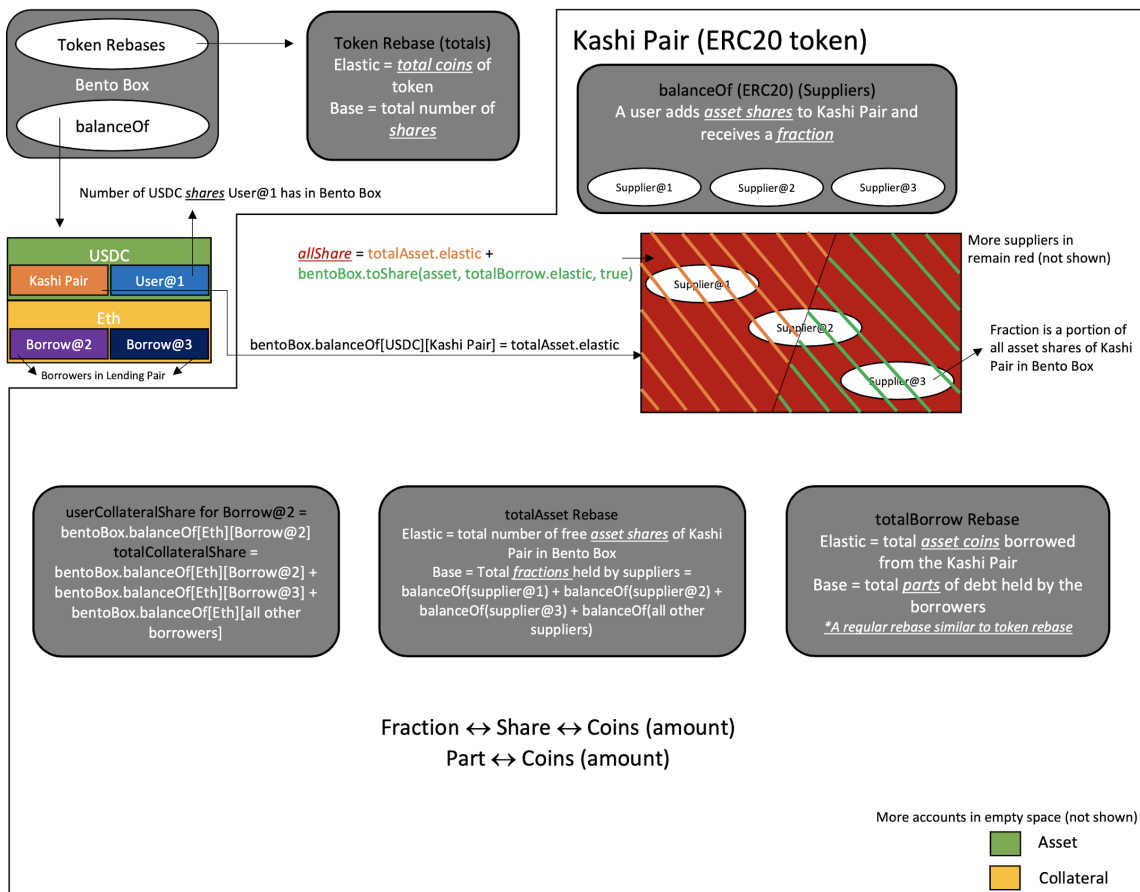 Token Rebases
Bento Box
balanceOf
Token Rebase (totals)
Elastic = total coins of
token
Base = total number of
shares
Kashi Pair (ERC20 token)
balanceOf (ERC20) (Suppliers)
A user adds asset shares to Kashi Pair and
receives a fraction
Supplier@1
Supplier@2
Supplier@3
Number of USDC shares User@1 has in Bento Box
USDC
Kashi Pair
User@1
Eth
Borrow@2
Borrow@3
Borrowers in Lending Pair
allShare = totalAsset.elastic +
bentoBox.toShare(asset, totalBorrow.elastic, true)
bentoBox.balanceOf[USDC][Kashi Pair] = totalAsset.elastic
Supplier@1
Supplier@2
Supplier@3
More suppliers in
remain red (not shown)
Fraction is a portion of
all asset shares of Kashi
Pair in Bento Box
userCollateralShare for Borrow@2 =
bentoBox.balanceOf[Eth][Borrow@2]
totalCollateralShare =
bentoBox.balanceOf[Eth][Borrow@2] +
bentoBox.balanceOf[Eth][Borrow@3] +
bentoBox.balanceOf[Eth][all other
borrowers]
totalAsset Rebase
Elastic = total number of free asset shares of Kashi
Pair in Bento Box
Base = Total fractions held by suppliers =
balanceOf(supplier@1) + balanceOf(supplier@2) +
balanceOf(supplier@3) + balanceOf(all other
suppliers)
totalBorrow Rebase
Elastic = total asset coins borrowed
from the Kashi Pair
Base = total parts of debt held by the
borrowers
*A regular rebase similar to token rebase
Fraction ↔ Share ↔ Coins (amount)
Part ↔ Coins (amount)
More accounts in empty space (not shown)
Asset
Collateral